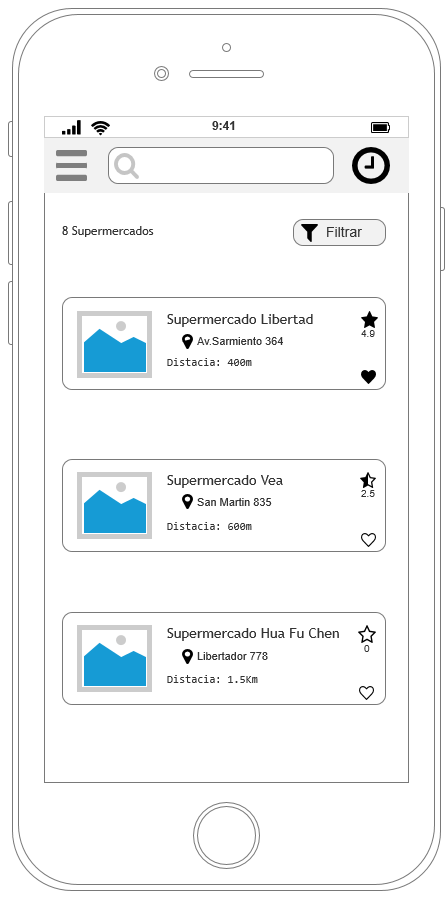 9:41
8 Supermercados
Filtrar
Supermercado Libertad
4.9
Av.Sarmiento 364
Distacia: 400m
Supermercado Vea
2.5
San Martin 835
Distacia: 600m
Supermercado Hua Fu Chen
0
Libertador 778
Distacia: 1.5Km